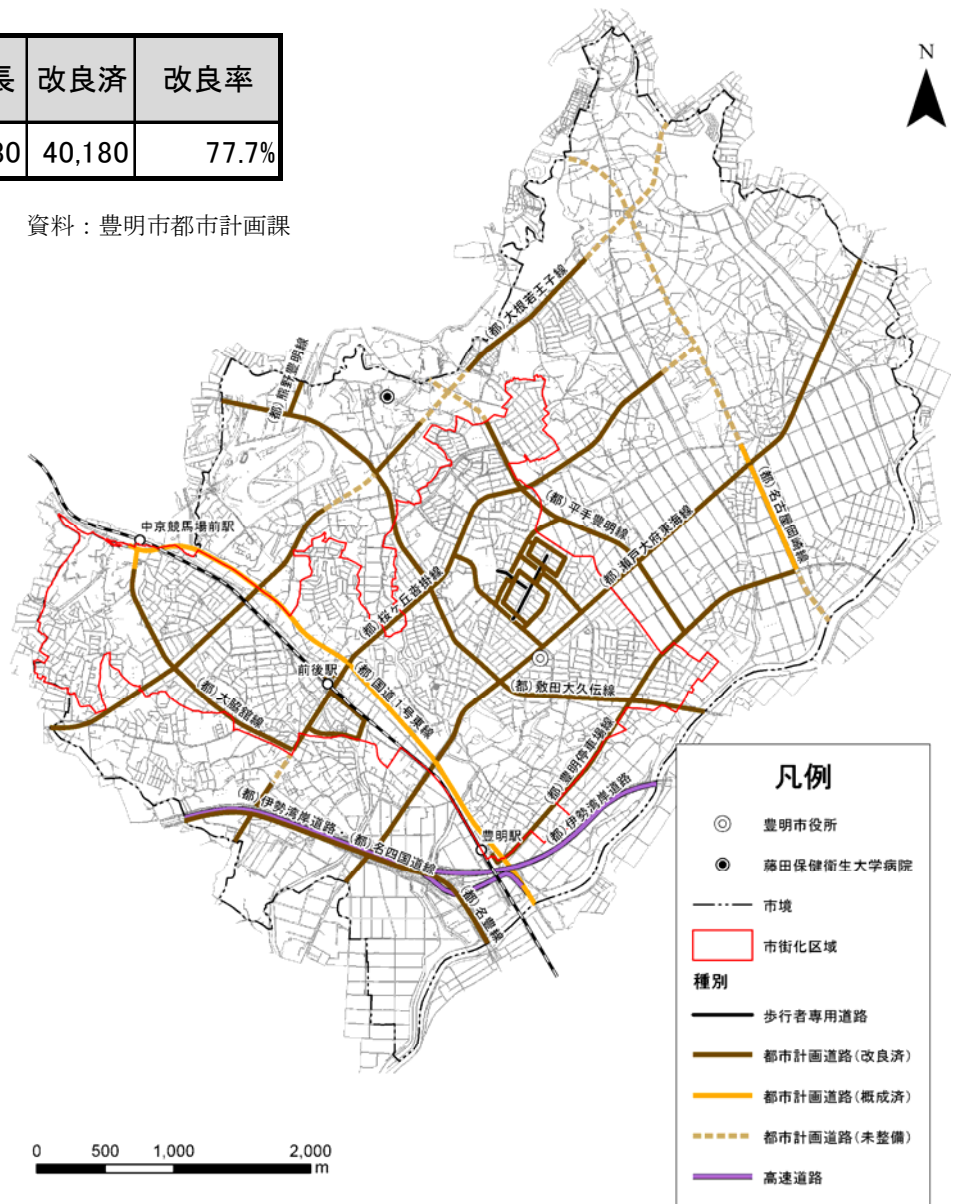 長 改良済 改良率
80 40,180 77.7%
資料：豊明市都市計画課
N
(都)大根若王子線
(都)熊野豊明線
中京競馬場前駅
(都)平手豊明線
(都)名古屋岡崎線
(都)瀬戸大府東海線
(都)桜ヶ丘沓掛線
前後駅
(都)国道1号東線
(都)敷田大久伝線
(都)大脇舘線
(都)豊明停車場線
(都)伊勢湾岸道路
(都)伊勢湾岸道路・(都)名四国道線
豊明駅
(都)名豊線
凡例
豊明市役所
藤田保健衛生大学病院
市境
市街化区域
種別
歩行者専用道路
都市計画道路(改良済)
都市計画道路(概成済)
都市計画道路(未整備)
高速道路
0 500 1,000 2,000
m